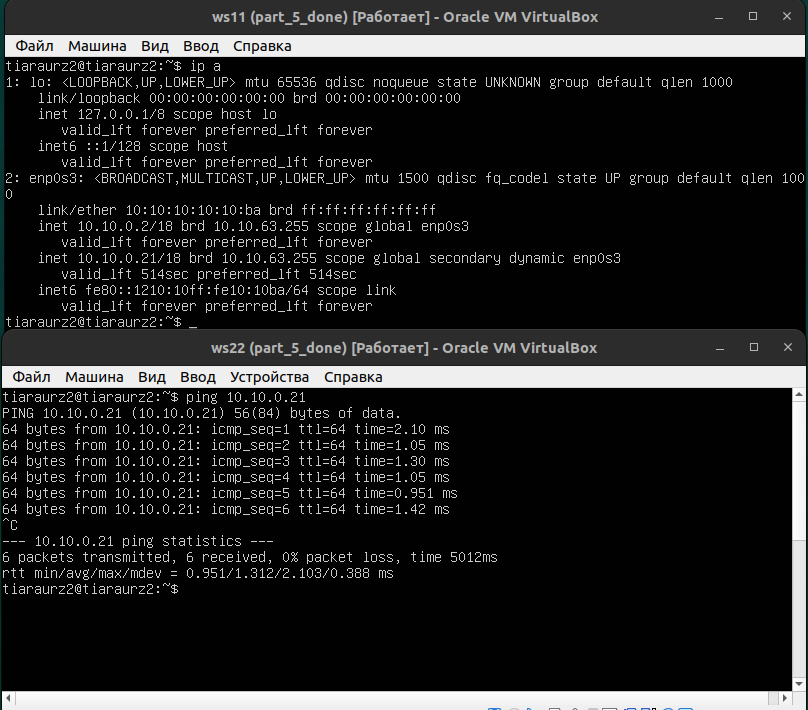 ws11 (part_5_done) [Работает] - Oracle VM VirtualBox
Файл Машина Вид Ввод Справка
tiaraurz2@tiaraurz2:~$ ip a
1: lo: <LOOPBACK,UP,LOWER_UP> mtu 65536 qdisc noqueue state UNKNOWN group default qlen 1000
    link/loopback 00:00:00:00:00:00 brd 00:00:00:00:00:00
    inet 127.0.0.1/8 scope host lo
       valid_lft forever preferred_lft forever
    inet6 ::1/128 scope host
       valid_lft forever preferred_lft forever
2: enp0s3: <BROADCAST,MULTICAST,UP,LOWER_UP> mtu 1500 qdisc fq_codel state UP group default qlen 100
0
    link/ether 10:10:10:10:10:ba brd ff:ff:ff:ff:ff:ff
    inet 10.10.0.2/18 brd 10.10.63.255 scope global enp0s3
       valid_lft forever preferred_lft forever
    inet 10.10.0.21/18 brd 10.10.63.255 scope global secondary dynamic enp0s3
       valid_lft 514sec preferred_lft 514sec
    inet6 fe80::1210:10ff:fe10:10ba/64 scope link
       valid_lft forever preferred_lft forever
tiaraurz2@tiaraurz2:~$ _
ws22 (part_5_done) [Работает] - Oracle VM VirtualBox
Файл Машина Вид Ввод Устройства Справка
tiaraurz2@tiaraurz2:~$ ping 10.10.0.21
PING 10.10.0.21 (10.10.0.21) 56(84) bytes of data.
64 bytes from 10.10.0.21: icmp_seq=1 ttl=64 time=2.10 ms
64 bytes from 10.10.0.21: icmp_seq=2 ttl=64 time=1.05 ms
64 bytes from 10.10.0.21: icmp_seq=3 ttl=64 time=1.30 ms
64 bytes from 10.10.0.21: icmp_seq=4 ttl=64 time=1.05 ms
64 bytes from 10.10.0.21: icmp_seq=5 ttl=64 time=0.951 ms
64 bytes from 10.10.0.21: icmp_seq=6 ttl=64 time=1.42 ms
^C
--- 10.10.0.21 ping statistics ---
6 packets transmitted, 6 received, 0% packet loss, time 5012ms
rtt min/avg/max/mdev = 0.951/1.312/2.103/0.388 ms
tiaraurz2@tiaraurz2:~$